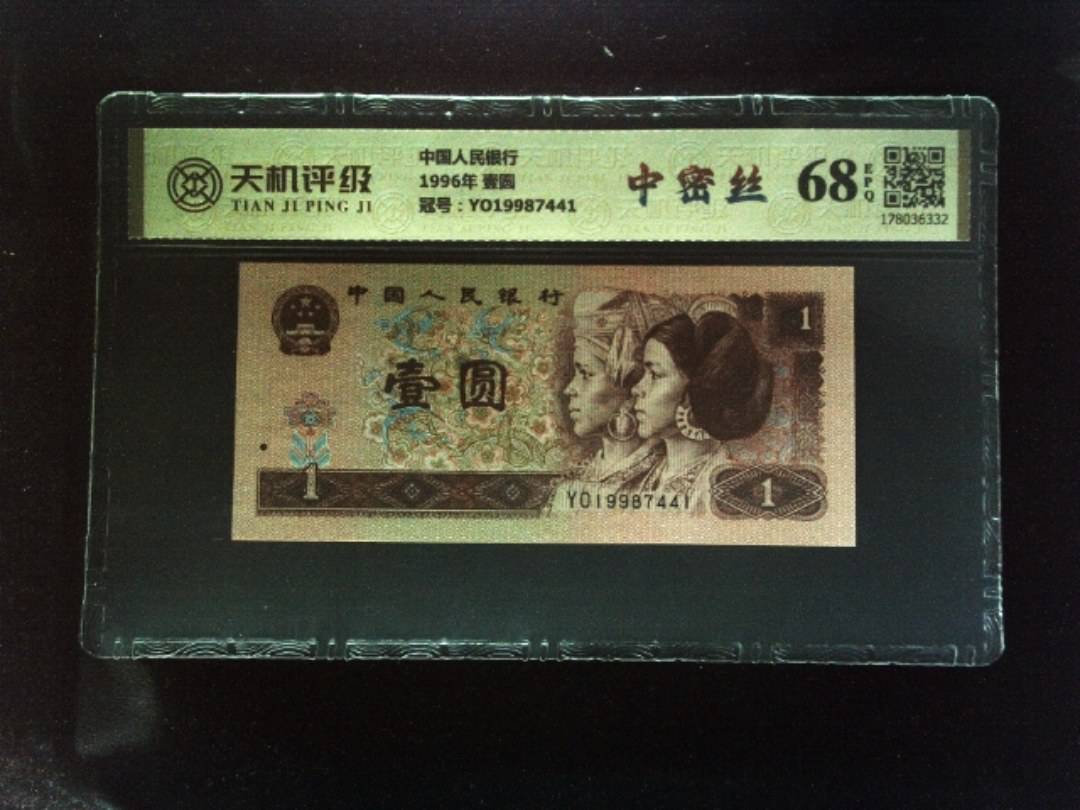 天机评级
TIAN JI PING JI
中国人民银行
1996年 壹圆
冠号：YO19987441
中密丝
68
EPQ
178036332
中国人民银行
1
壹圆
1
YO19987441
1